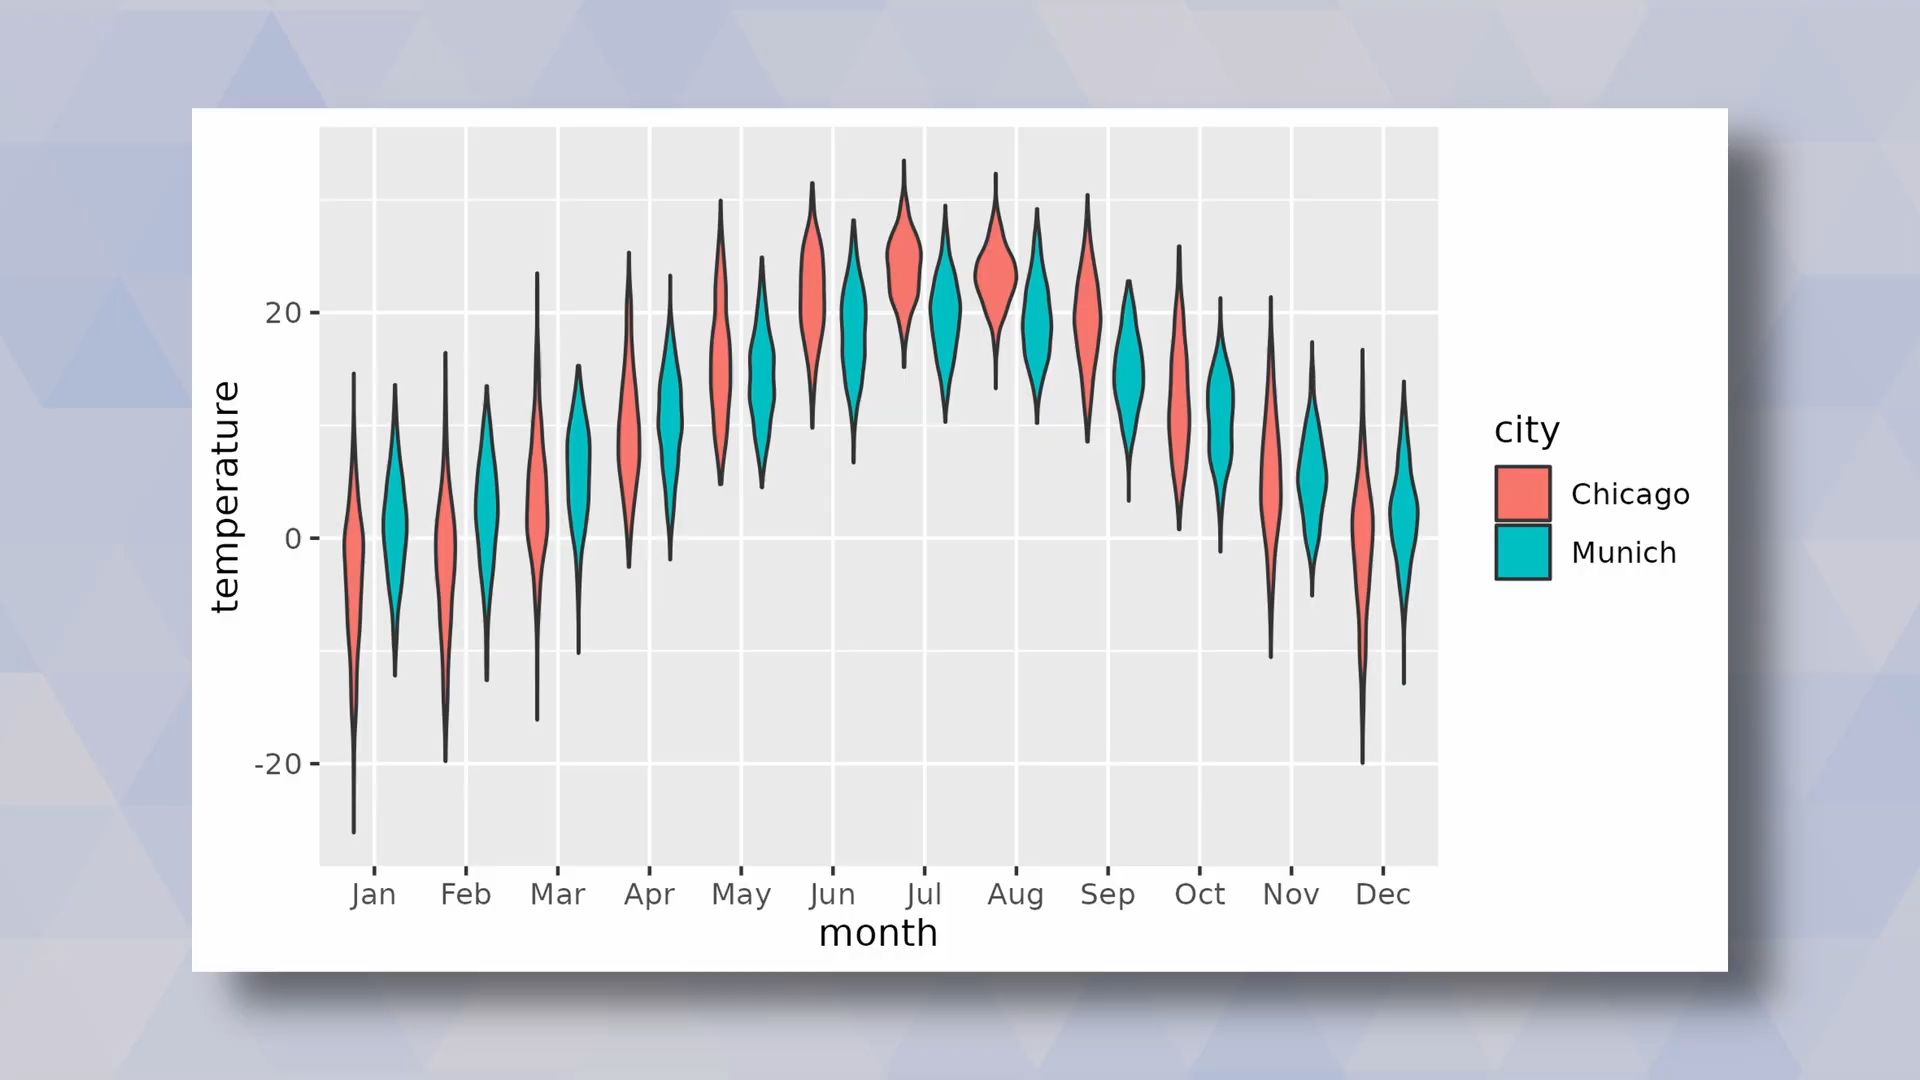 temperature
20
0
-20
Jan Feb Mar Apr May Jun Jul Aug Sep Oct Nov Dec
month
city
Chicago
Munich